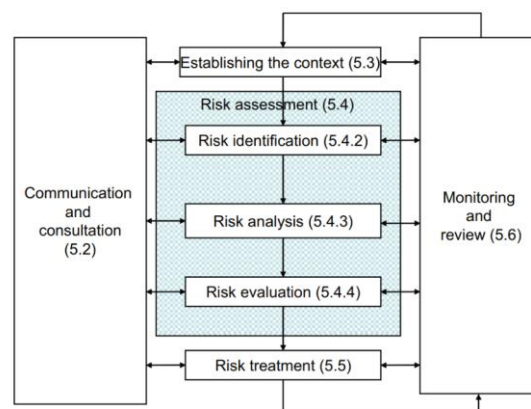 Establishing the context (5.3)
Risk assessment (5.4)
Risk identification (5.4.2)
Communication
and
consultation
(5.2)
Risk analysis (5.4.3)
Monitoring
and
review (5.6)
Risk evaluation (5.4.4)
Risk treatment (5.5)